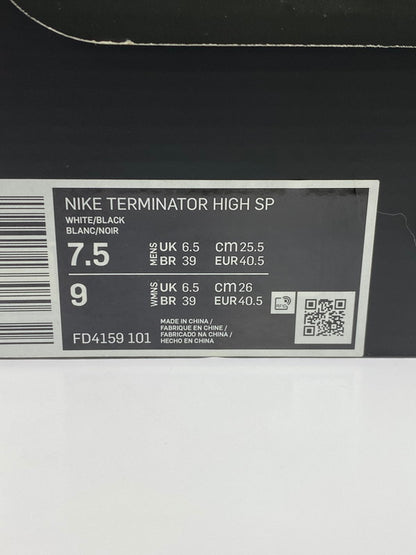 NIKE TERMINATOR HIGH SP
WHITE/BLACK
BLANC/NOIR
7.5 MENS UK 6.5 cm 25.5
BR 39 EUR 40.5
9 WMNS UK 6.5 cm 26
BR 39 EUR 40.5
FD4159 101
MADE IN CHINA /
FABRIQUE EN CHINE /
FABRICADO NA CHINA /
HECHO EN CHINA